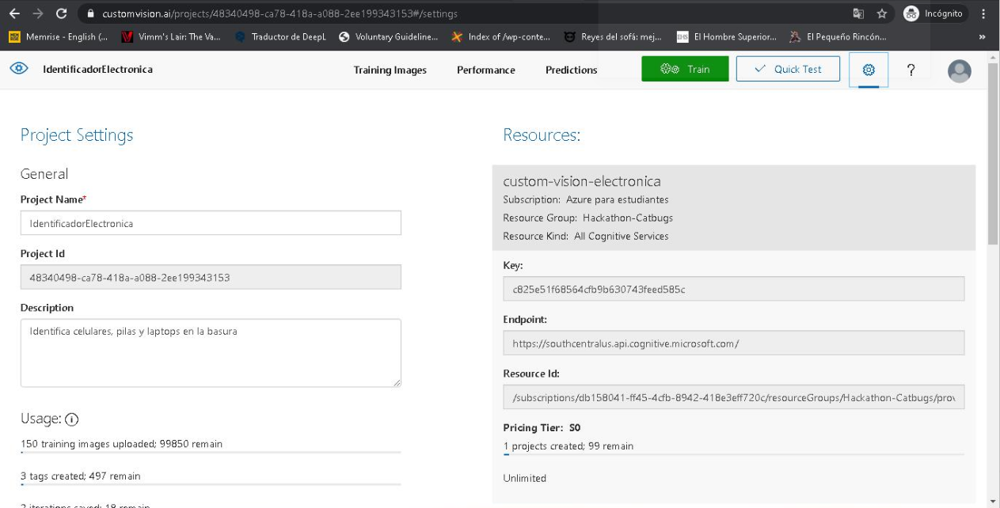 customvision.ai/projects/48340498-ca78-418a-a088-2ee199343153#/settings
Incógnito
Memrise - English (...
Vimm's Lair: The Va...
Traductor de DeepL
Voluntary Guideline...
Index of /wp-conte...
Reyes del sofá: mej...
El Hombre Superior...
El Pequeño Rincón...
»
IdentificadorElectronica
Training Images
Performance
Predictions
Train
Quick Test
?
Project Settings
General
Project Name*
IdentificadorElectronica
Project Id
48340498-ca78-418a-a088-2ee199343153
Description
Identifica celulares, pilas y laptops en la basura
Usage:
150 training images uploaded; 99850 remain
3 tags created; 497 remain
2 iterations saved; 18 remain
Resources:
custom-vision-electronica
Subscription: Azure para estudiantes
Resource Group: Hackathon-Catbugs
Resource Kind: All Cognitive Services
Key:
c825e51f68564cfb9b630743feed585c
Endpoint:
https://southcentralus.api.cognitive.microsoft.com/
Resource Id:
/subscriptions/db158041-ff45-4cfb-8942-418e3eff720c/resourceGroups/Hackathon-Catbugs/prov
Pricing Tier: S0
1 projects created; 99 remain
Unlimited